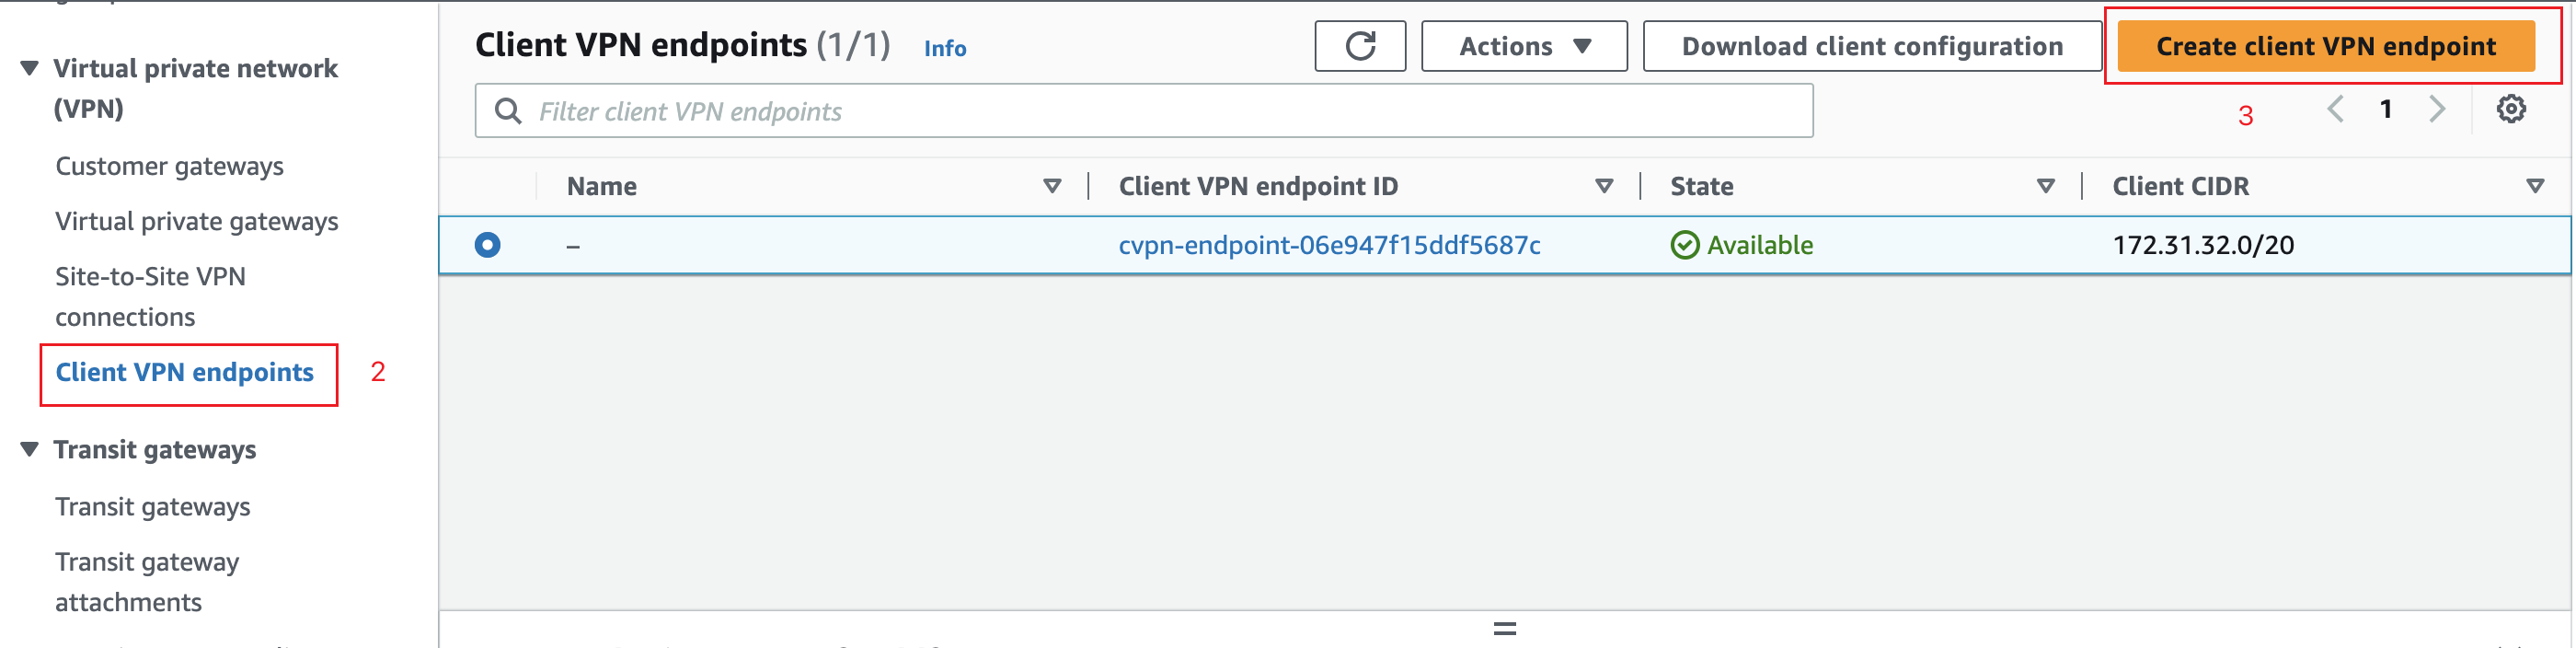 Virtual private network
(VPN)
Customer gateways
Virtual private gateways
Site-to-Site VPN
connections
Client VPN endpoints
2
Transit gateways
Transit gateways
Transit gateway
attachments
Client VPN endpoints (1/1) Info
Actions
Download client configuration
Create client VPN endpoint
Filter client VPN endpoints
3
1
Name Client VPN endpoint ID State Client CIDR
– cvpn-endpoint-06e947f15ddf5687c Available 172.31.32.0/20